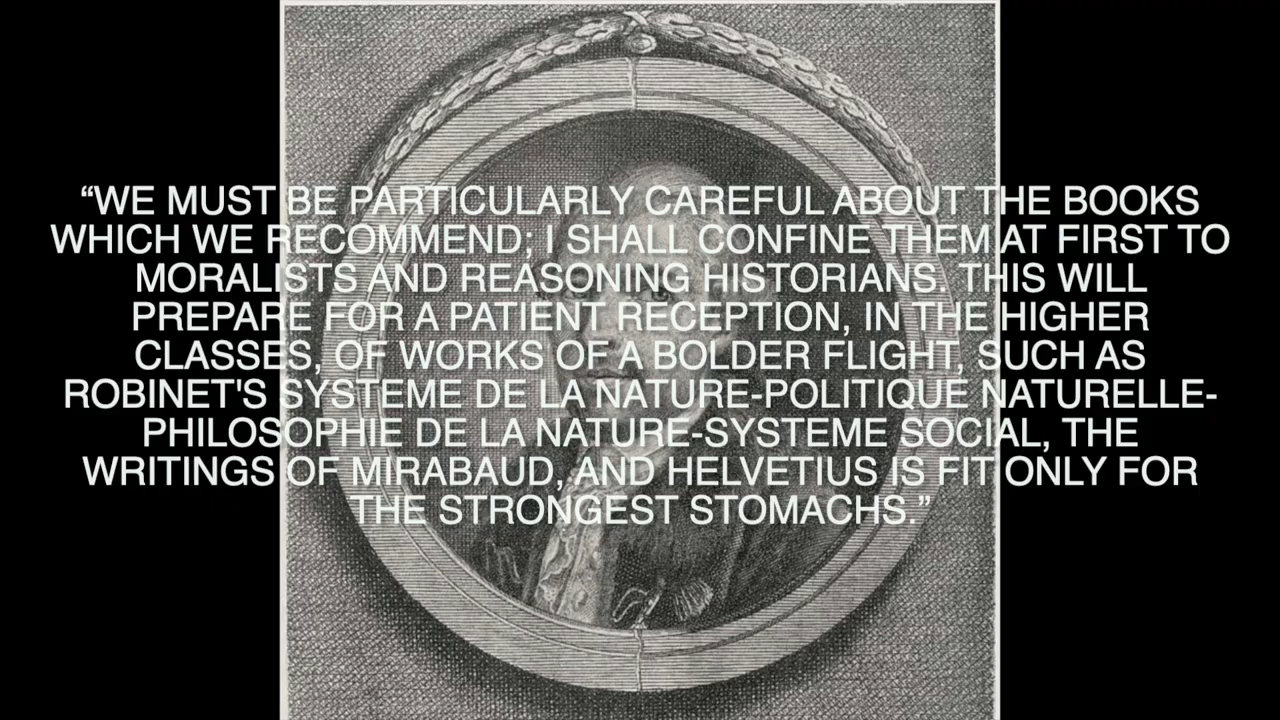 “WE MUST BE PARTICULARLY CAREFUL ABOUT THE BOOKS
WHICH WE RECOMMEND; I SHALL CONFINE THEM AT FIRST TO
MORALISTS AND REASONING HISTORIANS. THIS WILL
PREPARE FOR A PATIENT RECEPTION, IN THE HIGHER
CLASSES, OF WORKS OF A BOLDER FLIGHT, SUCH AS
ROBINET'S SYSTEME DE LA NATURE-POLITIQUE NATURELLE-
PHILOSOPHIE DE LA NATURE-SYSTEME SOCIAL, THE
WRITINGS OF MIRABAUD, AND HELVETIUS IS FIT ONLY FOR
THE STRONGEST STOMACHS.”